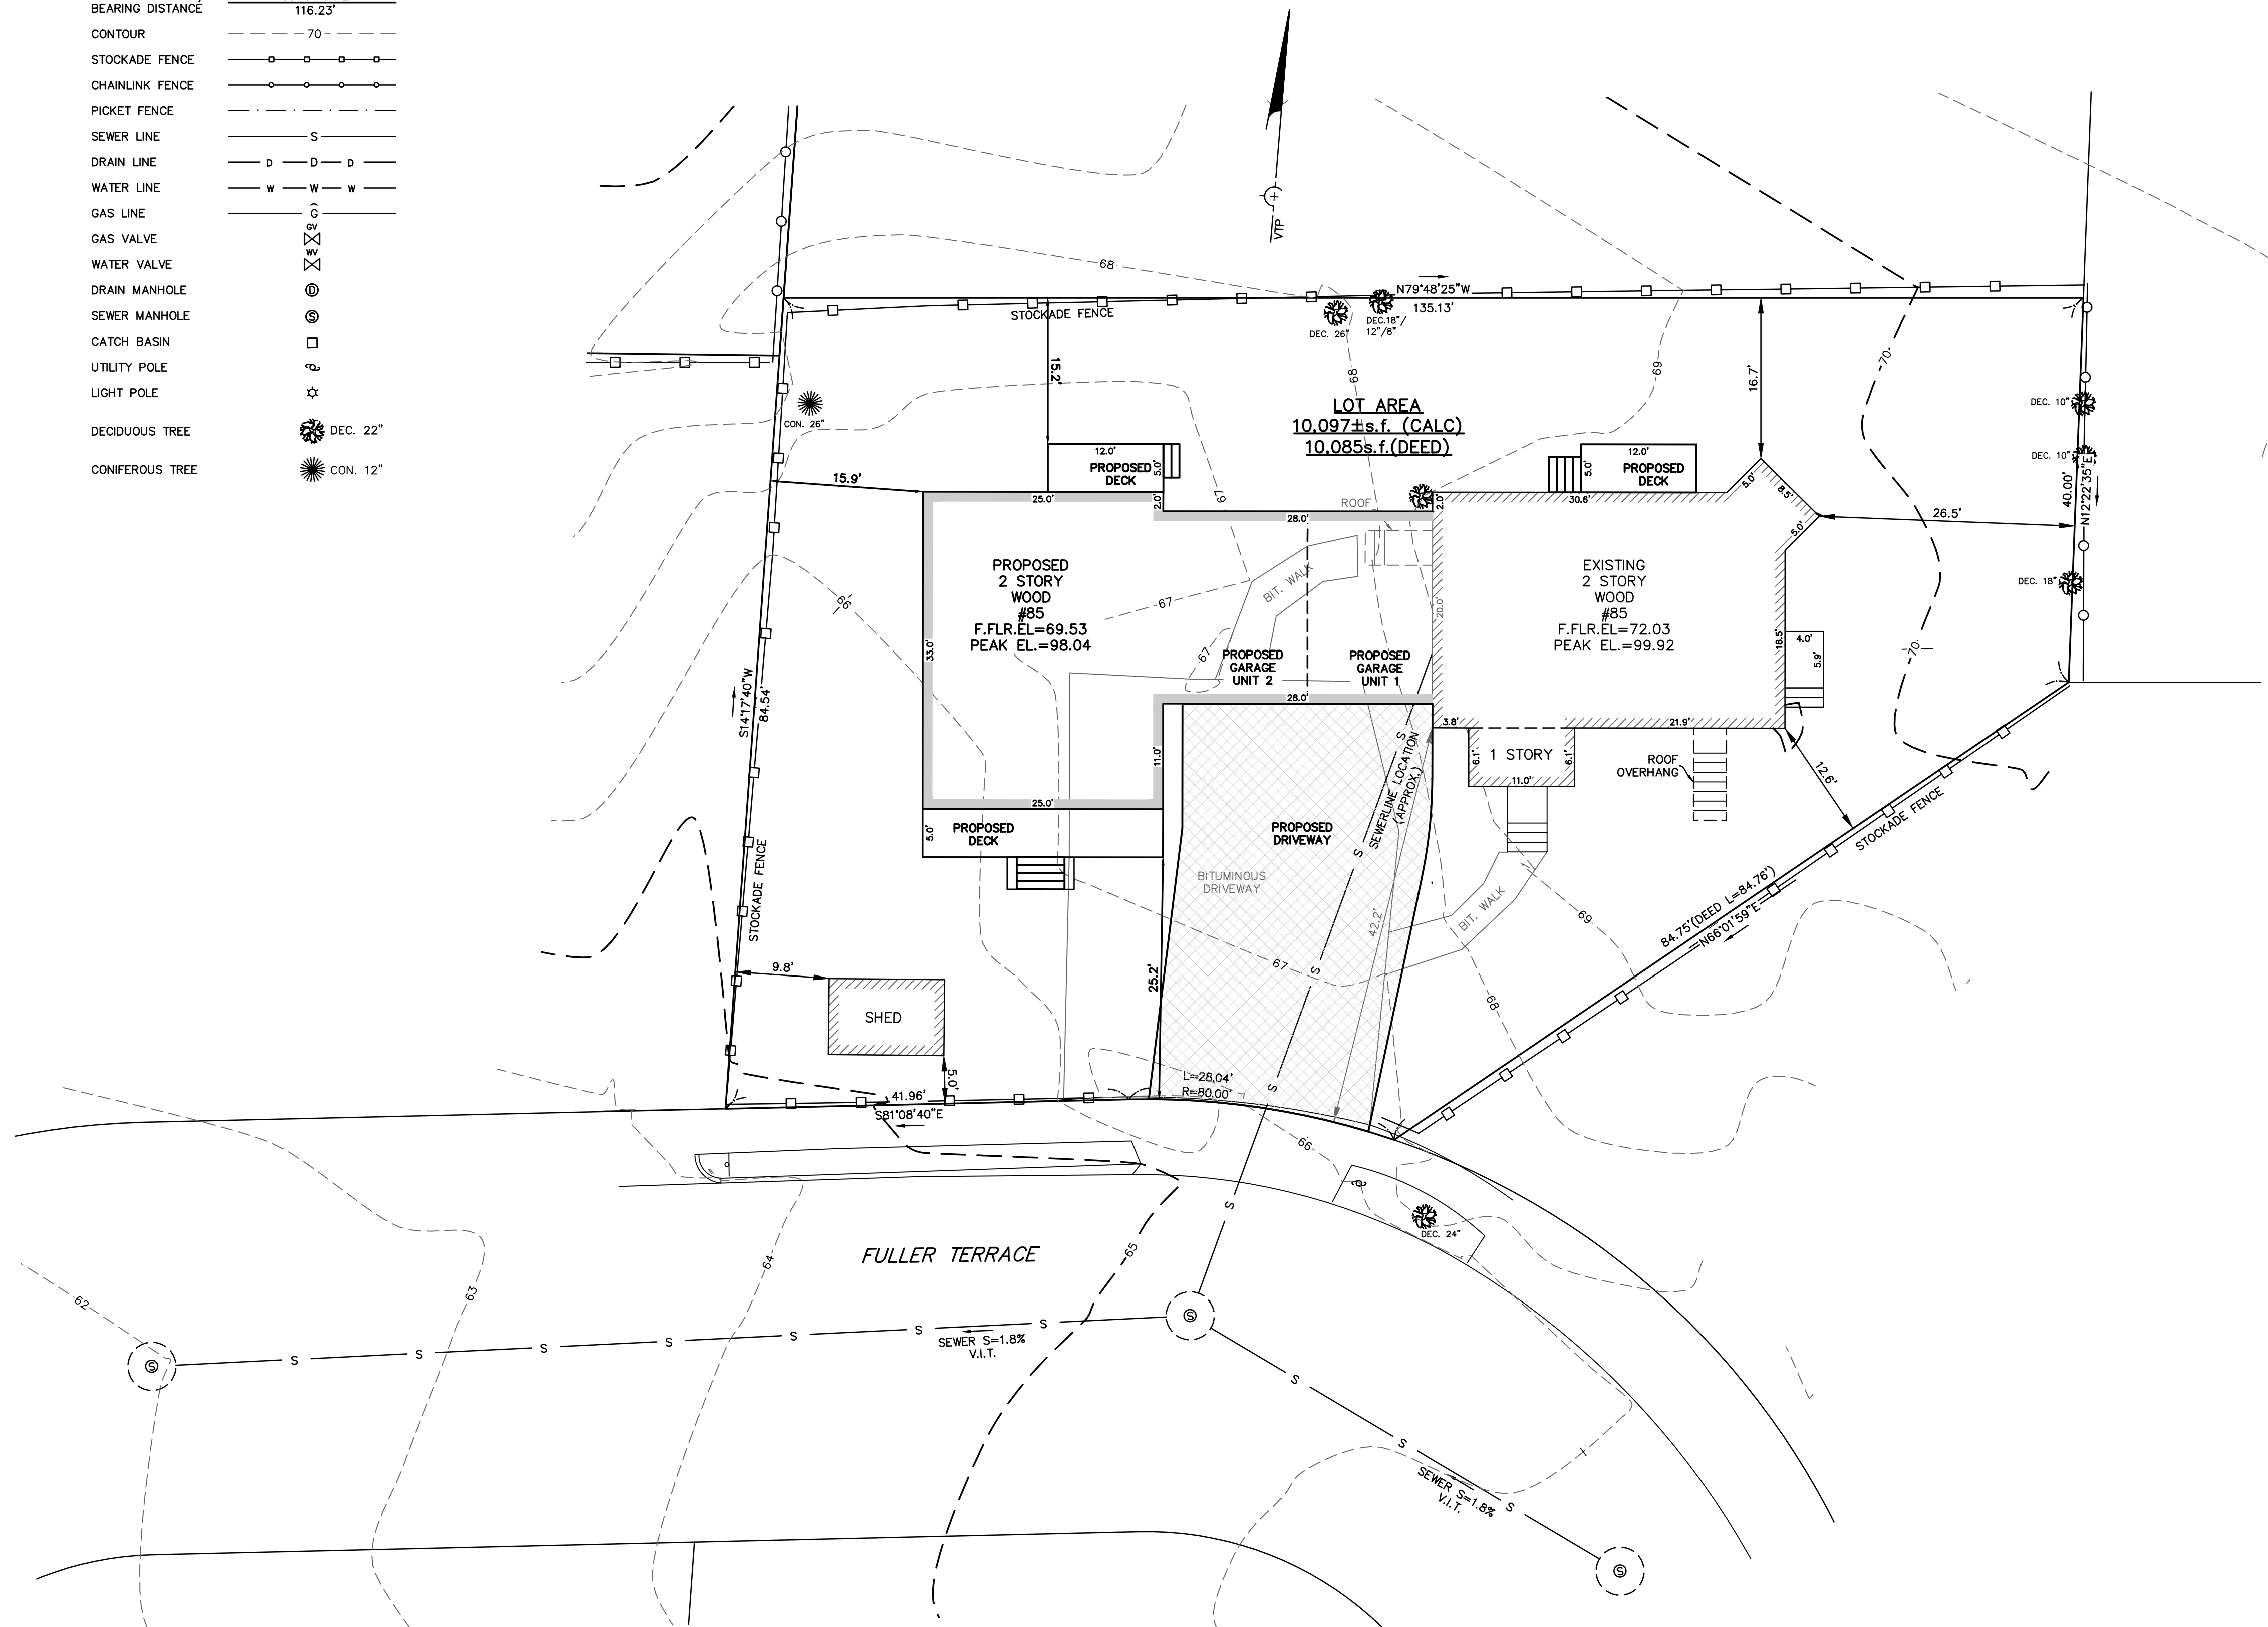 BEARING DISTANCE
116.23'
CONTOUR
70
STOCKADE FENCE
CHAINLINK FENCE
PICKET FENCE
SEWER LINE
S
DRAIN LINE
D D D
WATER LINE
W W W
GAS LINE
G
GAS VALVE
GV
WATER VALVE
WV
DRAIN MANHOLE
D
SEWER MANHOLE
S
CATCH BASIN
UTILITY POLE
LIGHT POLE
DECIDUOUS TREE
DEC. 22"
CONIFEROUS TREE
CON. 12"
VTP
68
N79°48'25"W
135.13'
STOCKADE FENCE
DEC. 26"
DEC.18"/
12"/8"
15.2'
68
69
16.7'
70
CON. 26"
LOT AREA
10,097±s.f. (CALC)
10,085s.f.(DEED)
DEC. 10"
DEC. 10"
40.00'
N12°22'35"E
12.0'
5.0'
PROPOSED
DECK
12.0'
5.0'
PROPOSED
DECK
15.9'
25.0'
2.0'
67
28.0'
ROOF
2.0'
30.6'
5.0'
8.5'
5.0'
26.5'
DEC. 18"
PROPOSED
2 STORY
WOOD
#85
F.FLR.EL=69.53
PEAK EL.=98.04
66
67
BIT. WALK
20.0'
EXISTING
2 STORY
WOOD
#85
F.FLR.EL=72.03
PEAK EL.=99.92
33.0'
67
PROPOSED
GARAGE
UNIT 2
PROPOSED
GARAGE
UNIT 1
18.5'
4.0'
5.9'
70
28.0'
S14°17'40"W
84.54'
11.0'
3.8'
21.9'
6.1'
1 STORY
6.1'
11.0'
ROOF
OVERHANG
12.6'
S
SEWERLINE LOCATION
(APPROX.)
25.0'
5.0'
PROPOSED
DECK
PROPOSED
DRIVEWAY
S
BITUMINOUS
DRIVEWAY
42.2'
BIT. WALK
69
STOCKADE FENCE
84.75'(DEED L=84.76')
N66°01'59"E
STOCKADE FENCE
67
S
68
25.2'
9.8'
SHED
5.0'
L=28.04'
R=80.00'
S
41.96'
S81°08'40"E
66
S
DEC. 24"
FULLER TERRACE
65
64
63
62
S
S
S
S
S
S
S
S
S
SEWER S=1.8%
V.I.T.
S
S
S
SEWER S=1.8%
V.I.T.
S